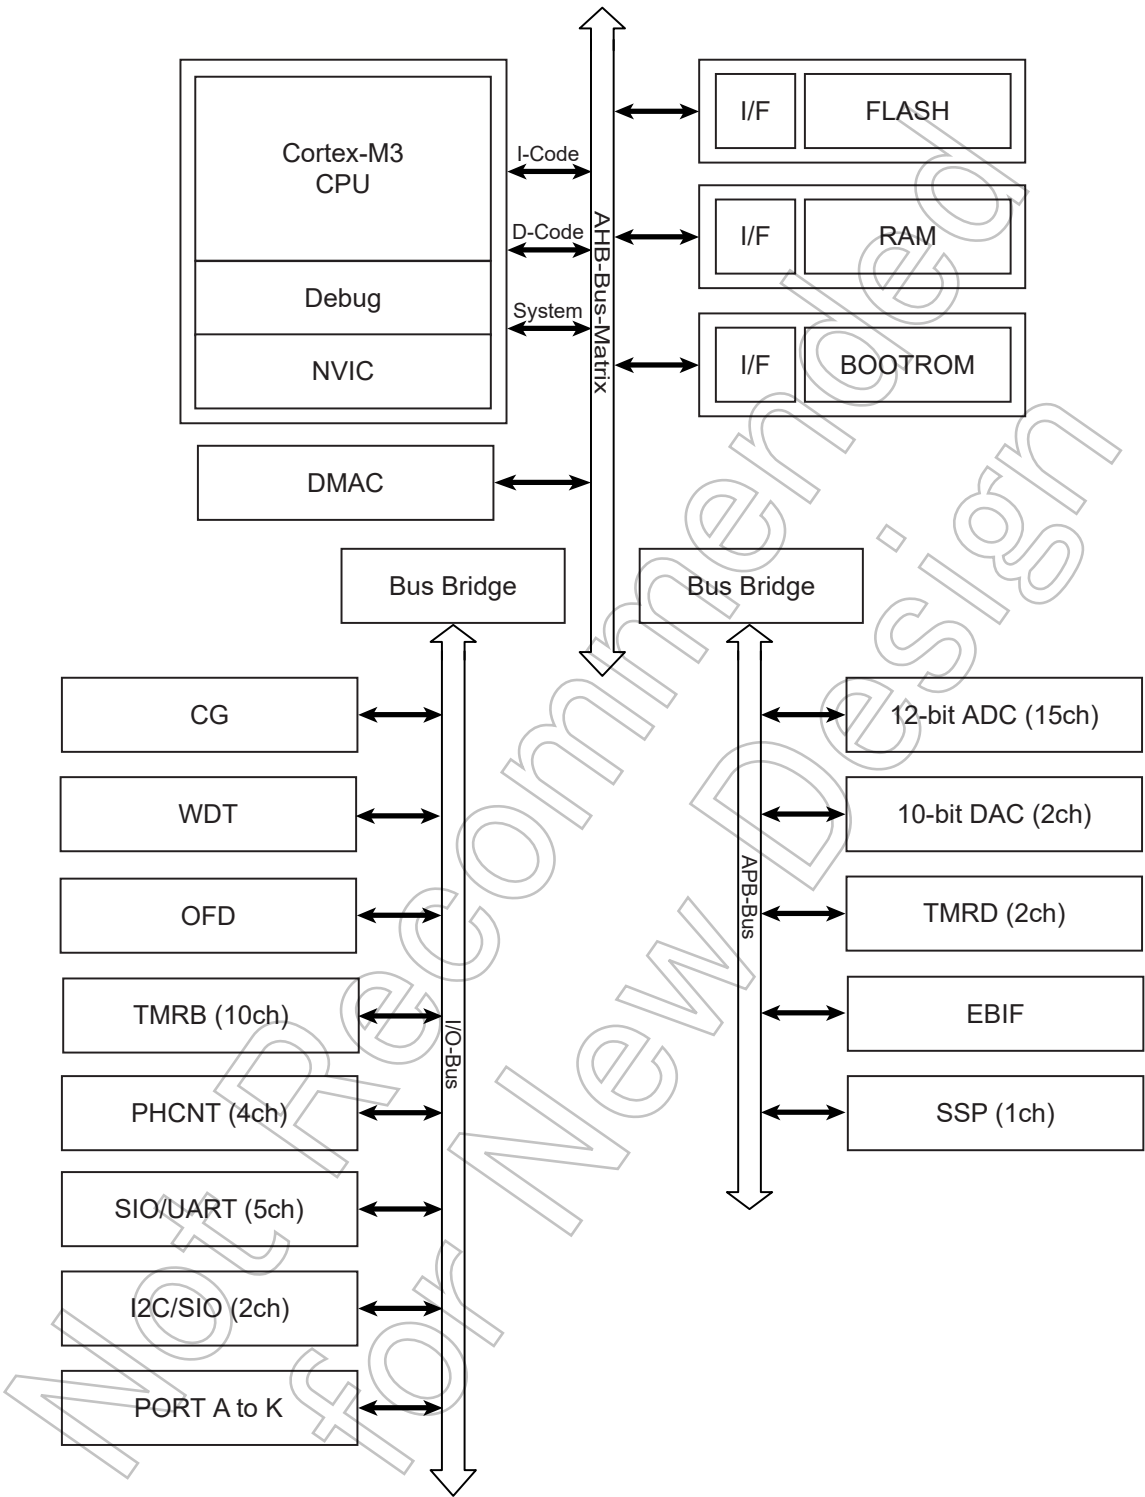 Cortex-M3
CPU
Debug
NVIC
DMAC
I-Code
D-Code
System
AHB-Bus-Matrix
I/F
FLASH
I/F
RAM
I/F
BOOTROM
Bus Bridge
Bus Bridge
CG
WDT
OFD
TMRB (10ch)
PHCNT (4ch)
SIO/UART (5ch)
I2C/SIO (2ch)
PORT A to K
I/O-Bus
APB-Bus
12-bit ADC (15ch)
10-bit DAC (2ch)
TMRD (2ch)
EBIF
SSP (1ch)
Not Recommended
for New Design